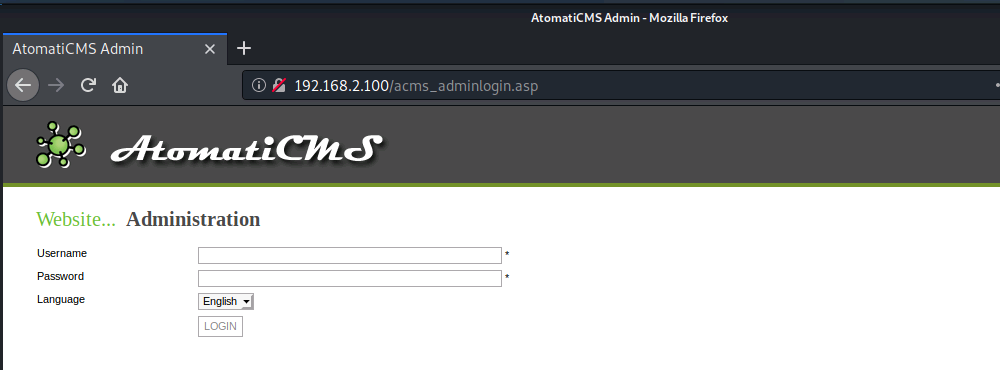 AtomatiCMS Admin - Mozilla Firefox
AtomatiCMS Admin
192.168.2.100/acms_adminlogin.asp
AtomatiCMS
Website... Administration
Username *
Password *
Language English
LOGIN